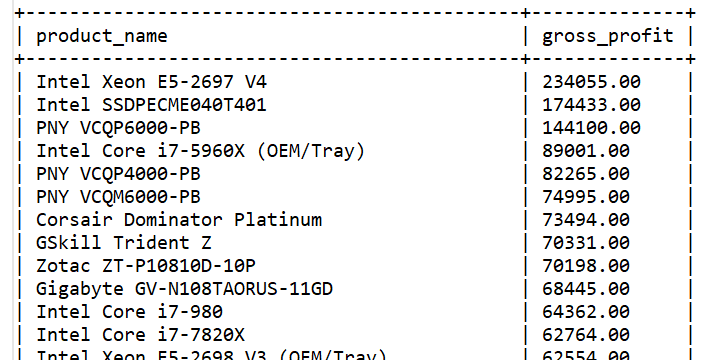 +---------------------------------------------+--------------+
| product_name | gross_profit |
+---------------------------------------------+--------------+
| Intel Xeon E5-2697 V4 | 234055.00 |
| Intel SSDPECME040T401 | 174433.00 |
| PNY VCQP6000-PB | 144100.00 |
| Intel Core i7-5960X (OEM/Tray) | 89001.00 |
| PNY VCQP4000-PB | 82265.00 |
| PNY VCQM6000-PB | 74995.00 |
| Corsair Dominator Platinum | 73494.00 |
| GSkill Trident Z | 70331.00 |
| Zotac ZT-P10810D-10P | 70198.00 |
| Gigabyte GV-N108TAORUS-11GD | 68445.00 |
| Intel Core i7-980 | 64362.00 |
| Intel Core i7-7820X | 62764.00 |
| Intel Xeon E5-2698 V3 (OEM/Tray) | 62554.00 |